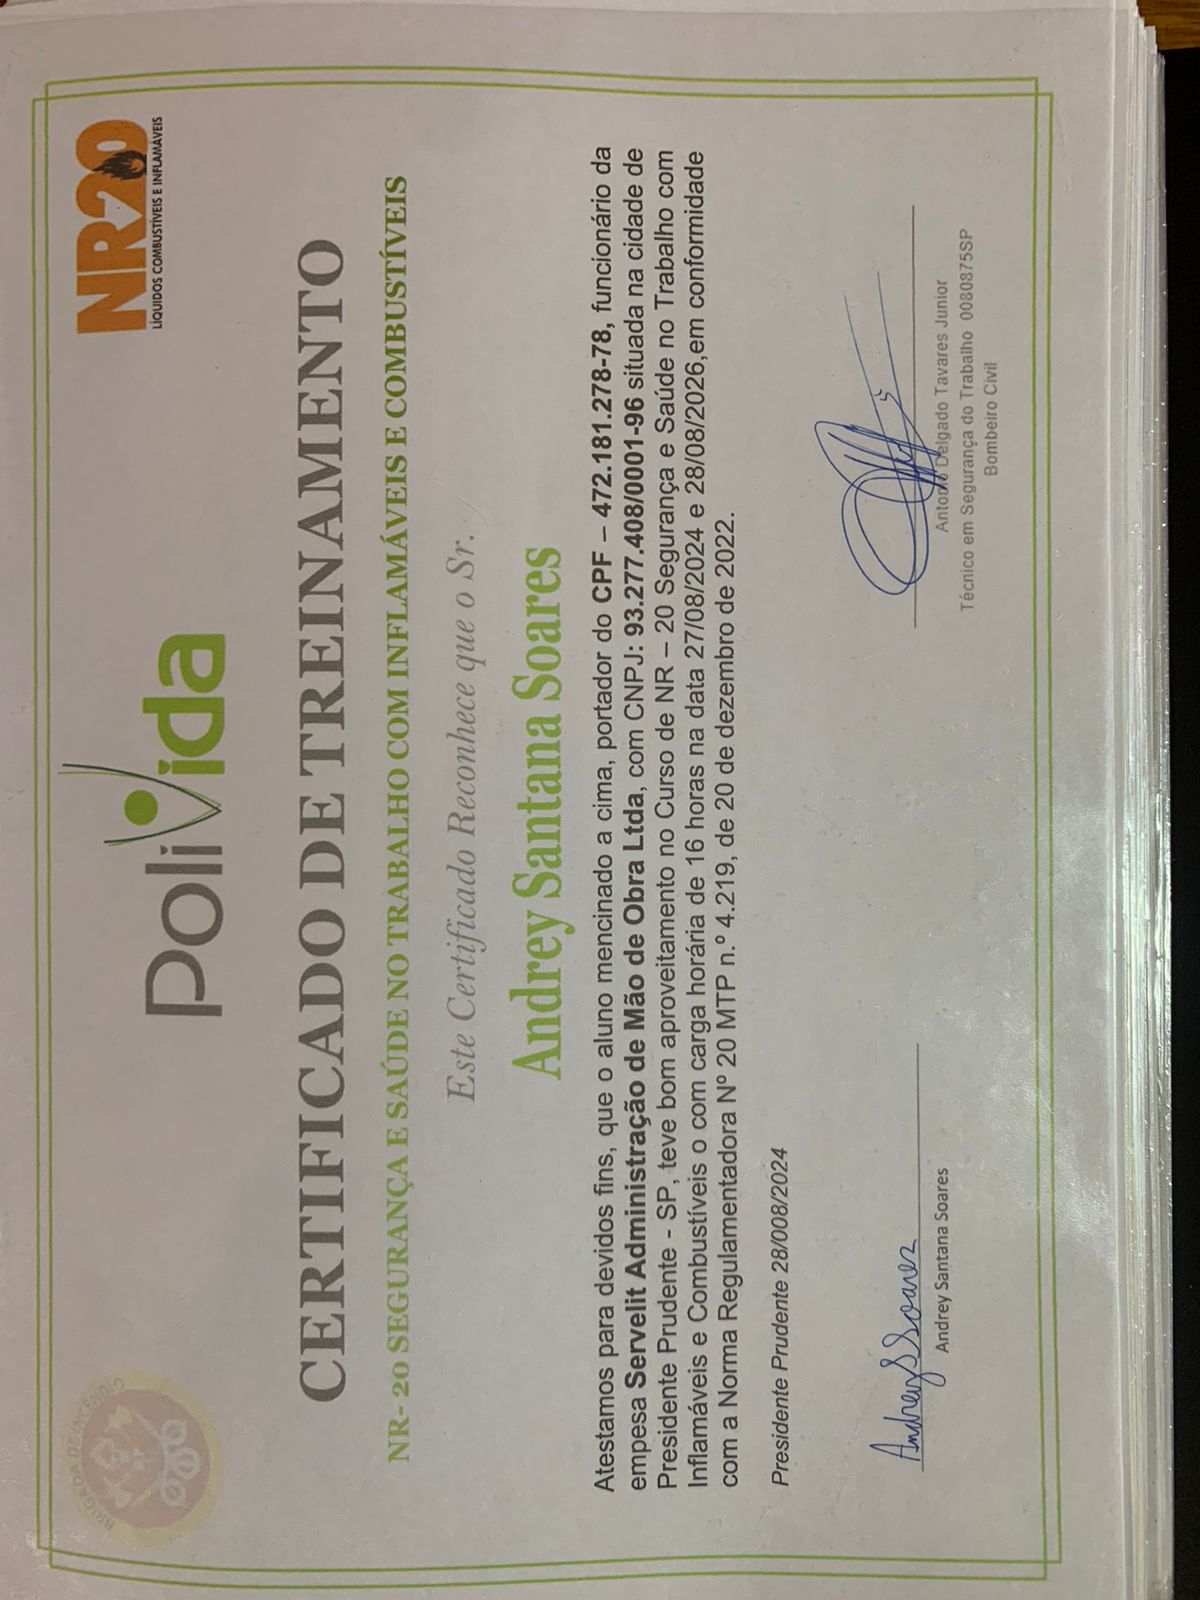 BRIGADA DE INCÊNDIO
poliVida
NR20
LÍQUIDOS COMBUSTÍVEIS E INFLAMÁVEIS
CERTIFICADO DE TREINAMENTO
NR- 20 SEGURANÇA E SAÚDE NO TRABALHO COM INFLAMÁVEIS E COMBUSTÍVEIS
Este Certificado Reconhece que o Sr.
Andrey Santana Soares
Atestamos para devidos fins, que o aluno mencinado a cima, portador do CPF – 472.181.278-78, funcionário da
empesa Servelit Administração de Mão de Obra Ltda, com CNPJ: 93.277.408/0001-96 situada na cidade de
Presidente Prudente - SP, teve bom aproveitamento no Curso de NR – 20 Segurança e Saúde no Trabalho com
Inflamáveis e Combustíveis o com carga horária de 16 horas na data 27/08/2024 e 28/08/2026,em conformidade
com a Norma Regulamentadora Nº 20 MTP n.º 4.219, de 20 de dezembro de 2022.
Presidente Prudente 28/008/2024
Andrey S Soares
Andrey Santana Soares
Antonio Delgado Tavares Junior
Técnico em Segurança do Trabalho 0080875SP
Bombeiro Civil